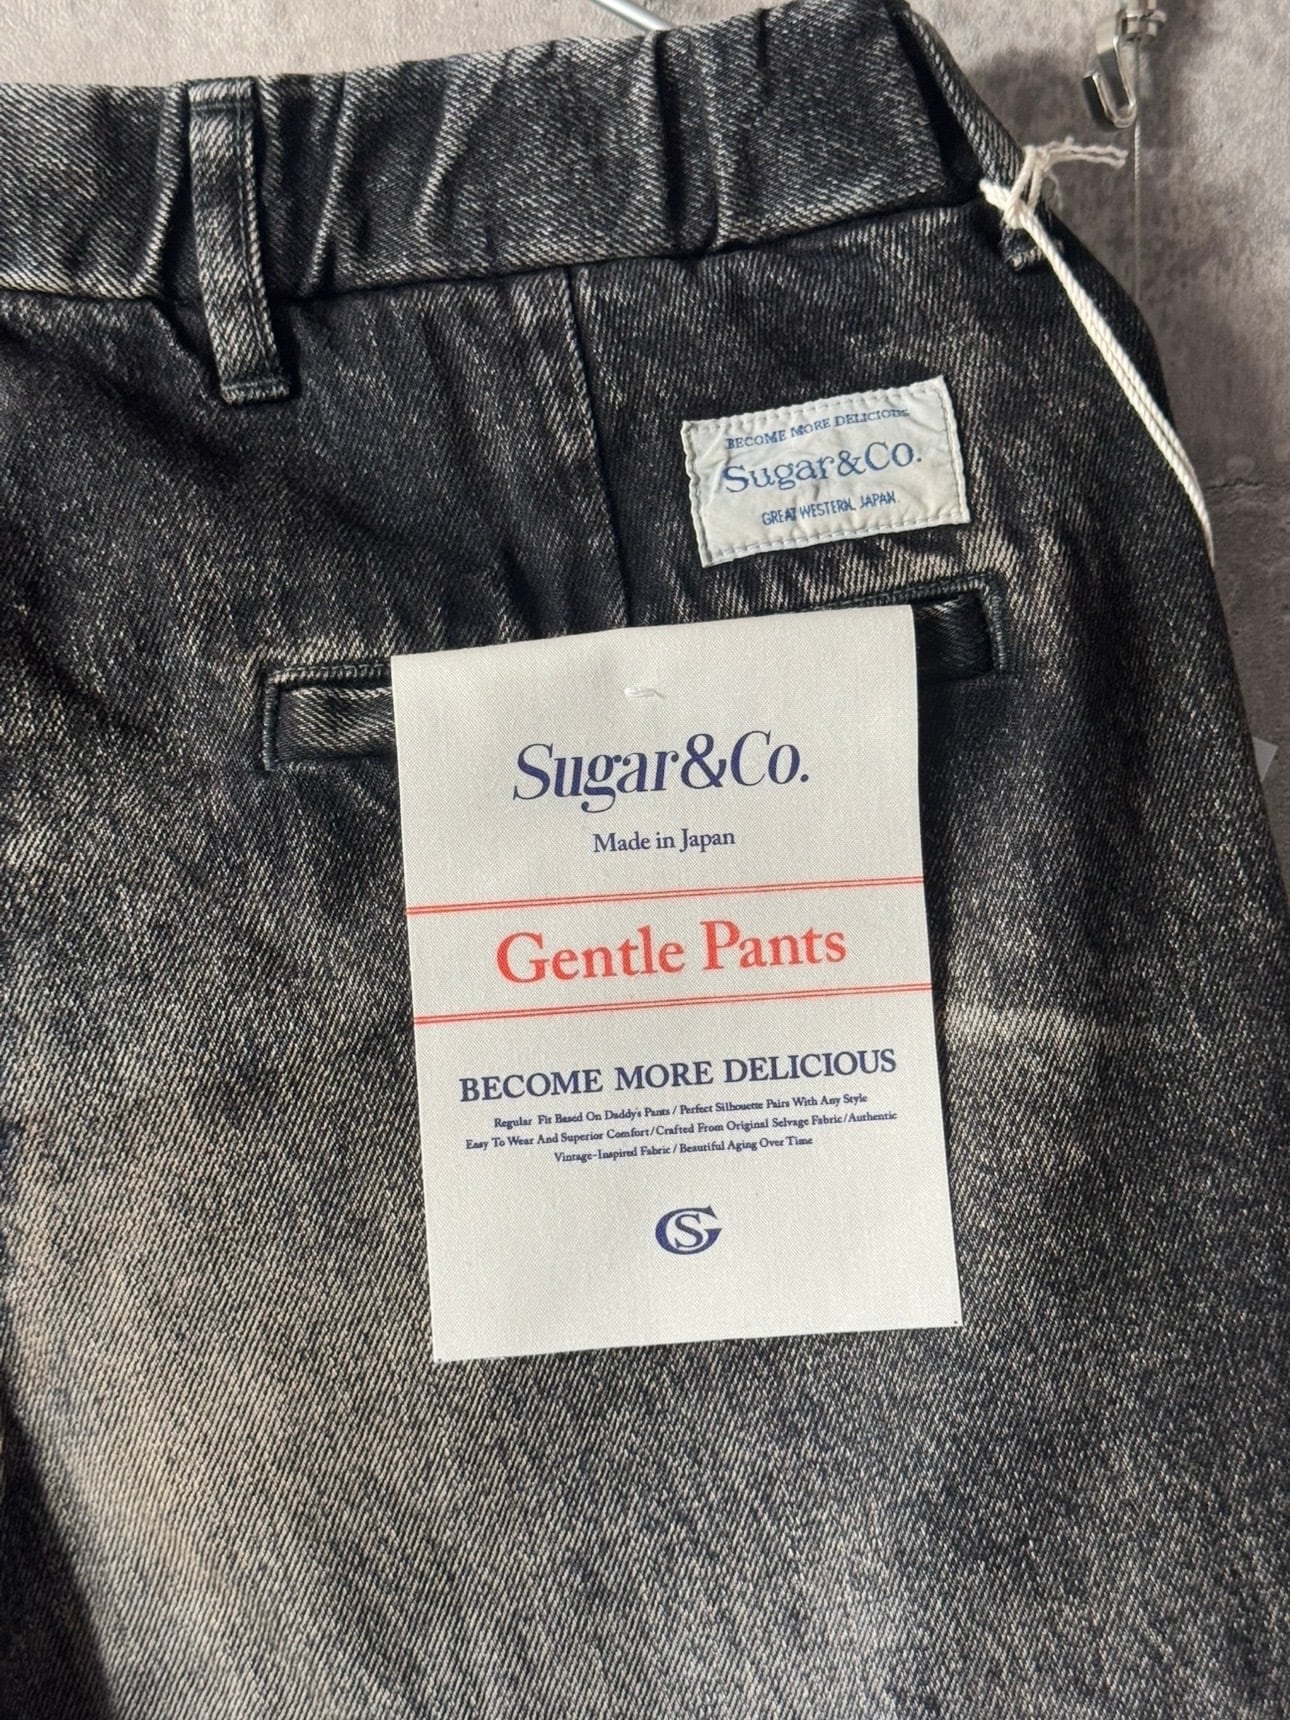 BECOME MORE DELICIOUS
Sugar&Co.
GREAT WESTERN, JAPAN.
Sugar&Co.
Made in Japan
Gentle Pants
BECOME MORE DELICIOUS
Regular Fit Based On Daddy's Pants / Perfect Silhouette Pairs With Any Style
Easy To Wear And Superior Comfort/Crafted From Original Selvage Fabric/Authentic
Vintage-Inspired Fabric / Beautiful Aging Over Time